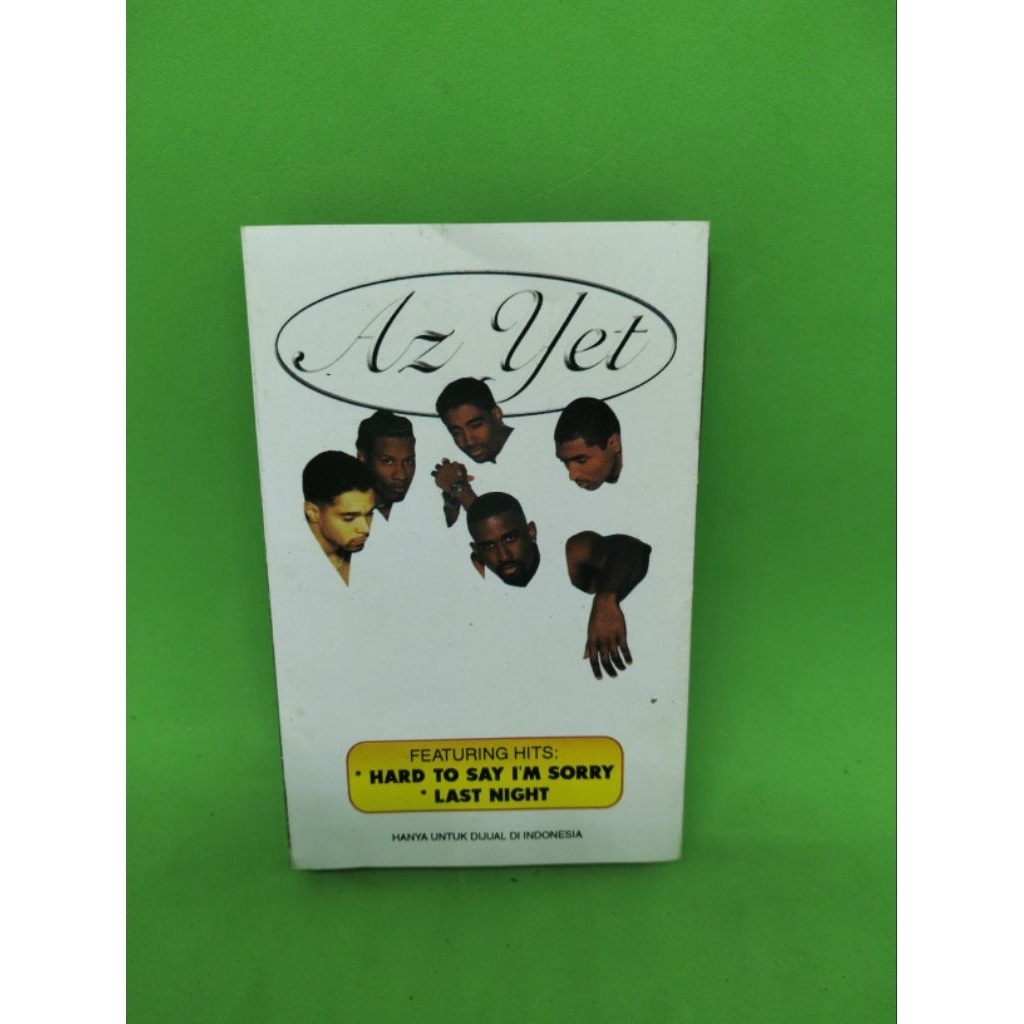 Az Yet
FEATURING HITS:
* HARD TO SAY I'M SORRY
* LAST NIGHT
HANYA UNTUK DIJUAL DI INDONESIA